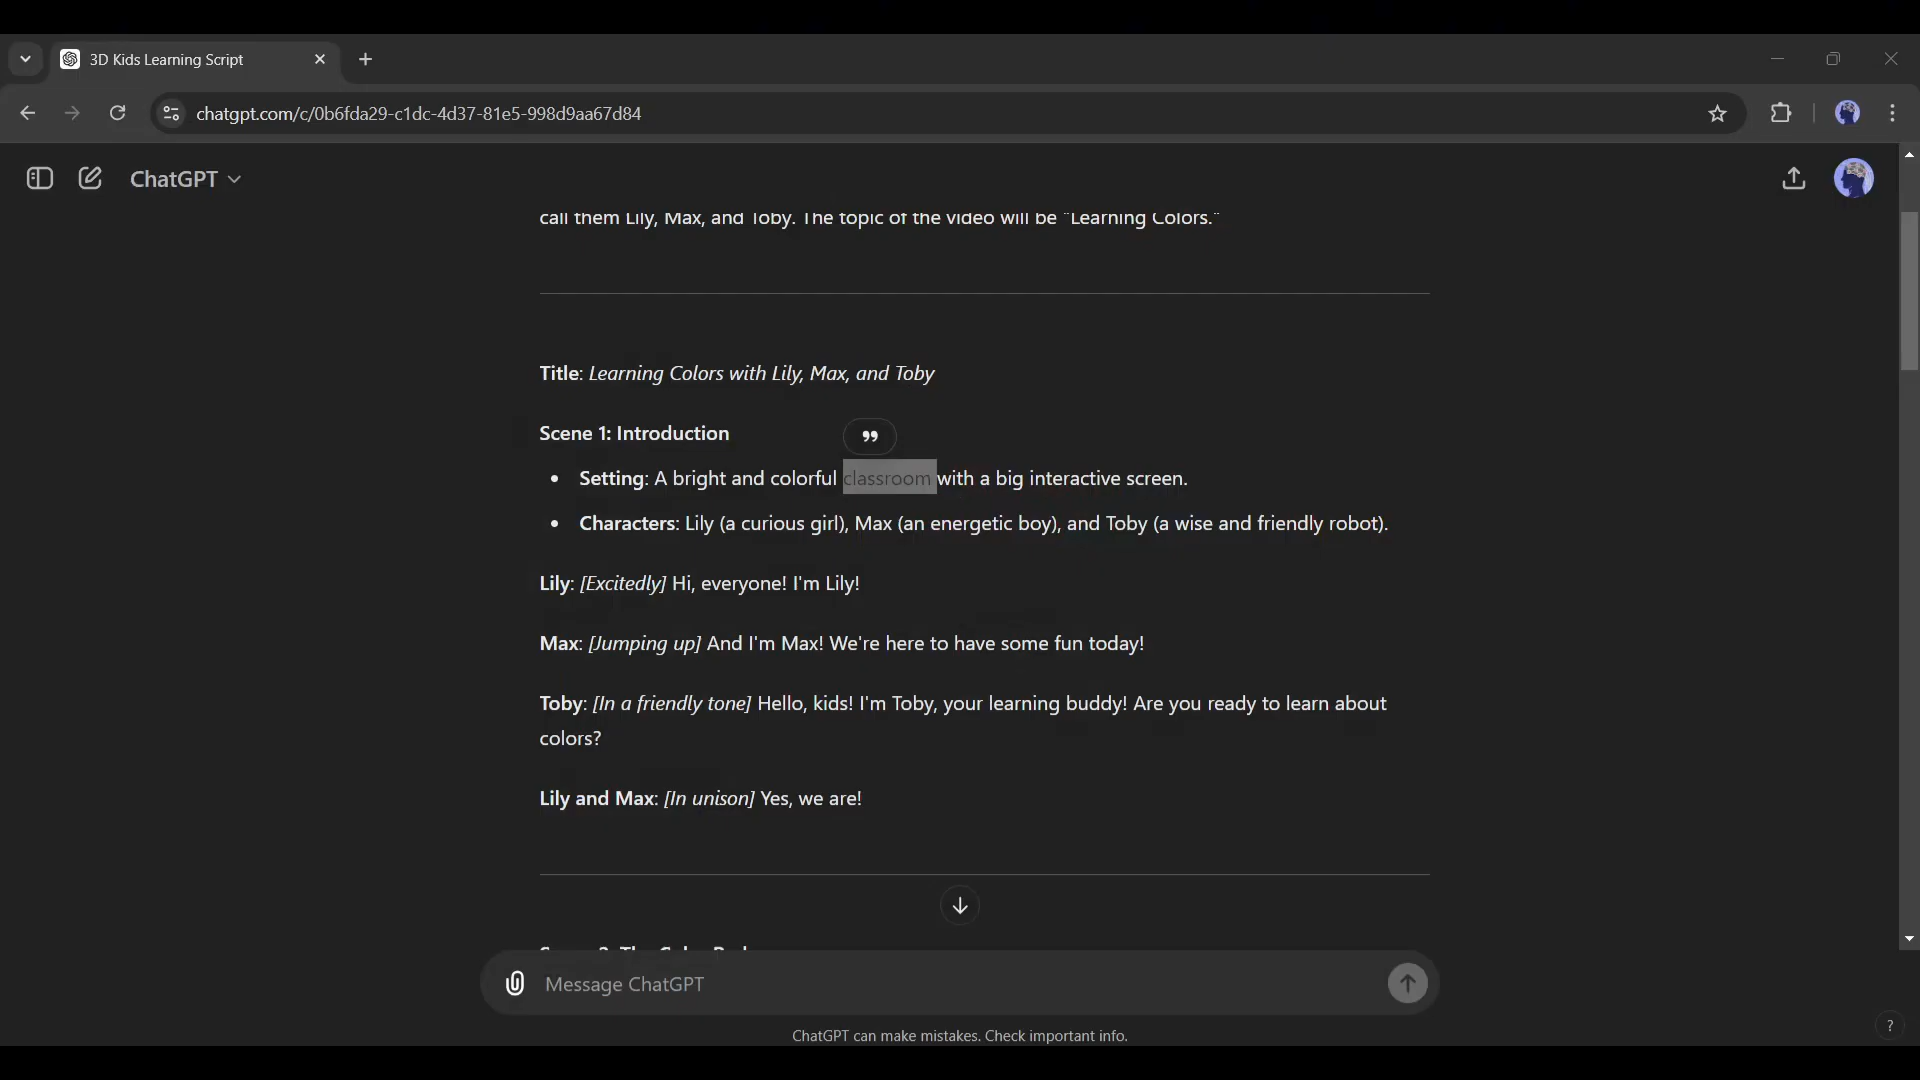 3D Kids Learning Script
chatgpt.com/c/0b6fda29-c1dc-4d37-81e5-998d9aa67d84
ChatGPT
call them Lily, Max, and Toby. The topic of the video will be "Learning Colors."
Title: Learning Colors with Lily, Max, and Toby
Scene 1: Introduction
• Setting: A bright and colorful classroom with a big interactive screen.
• Characters: Lily (a curious girl), Max (an energetic boy), and Toby (a wise and friendly robot).
Lily: [Excitedly] Hi, everyone! I'm Lily!
Max: [Jumping up] And I'm Max! We're here to have some fun today!
Toby: [In a friendly tone] Hello, kids! I'm Toby, your learning buddy! Are you ready to learn about
colors?
Lily and Max: [In unison] Yes, we are!
Message ChatGPT
ChatGPT can make mistakes. Check important info.
?